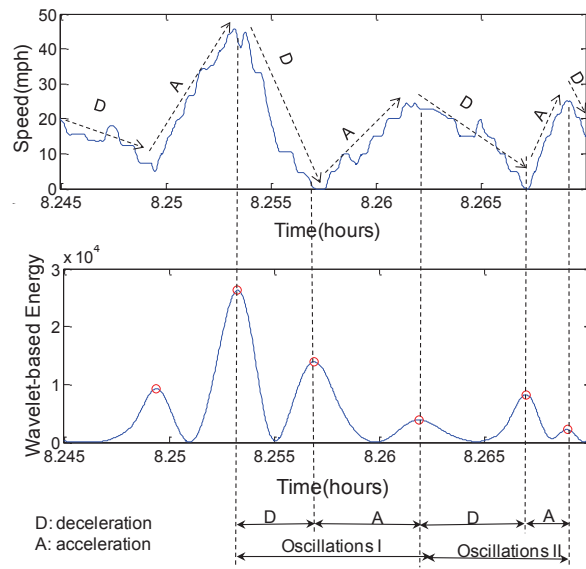 50
40
30
20
10
0
Speed(mph)
D
A
D
A
D
A
D
8.245
8.25
8.255
8.26
8.265
Time(hours)
x 10^4
3
2
1
0
Wavelet-based Energy
8.245
8.25
8.255
8.26
8.265
Time(hours)
D
A
D
A
D: deceleration
A: acceleration
Oscillations I
Oscillations II